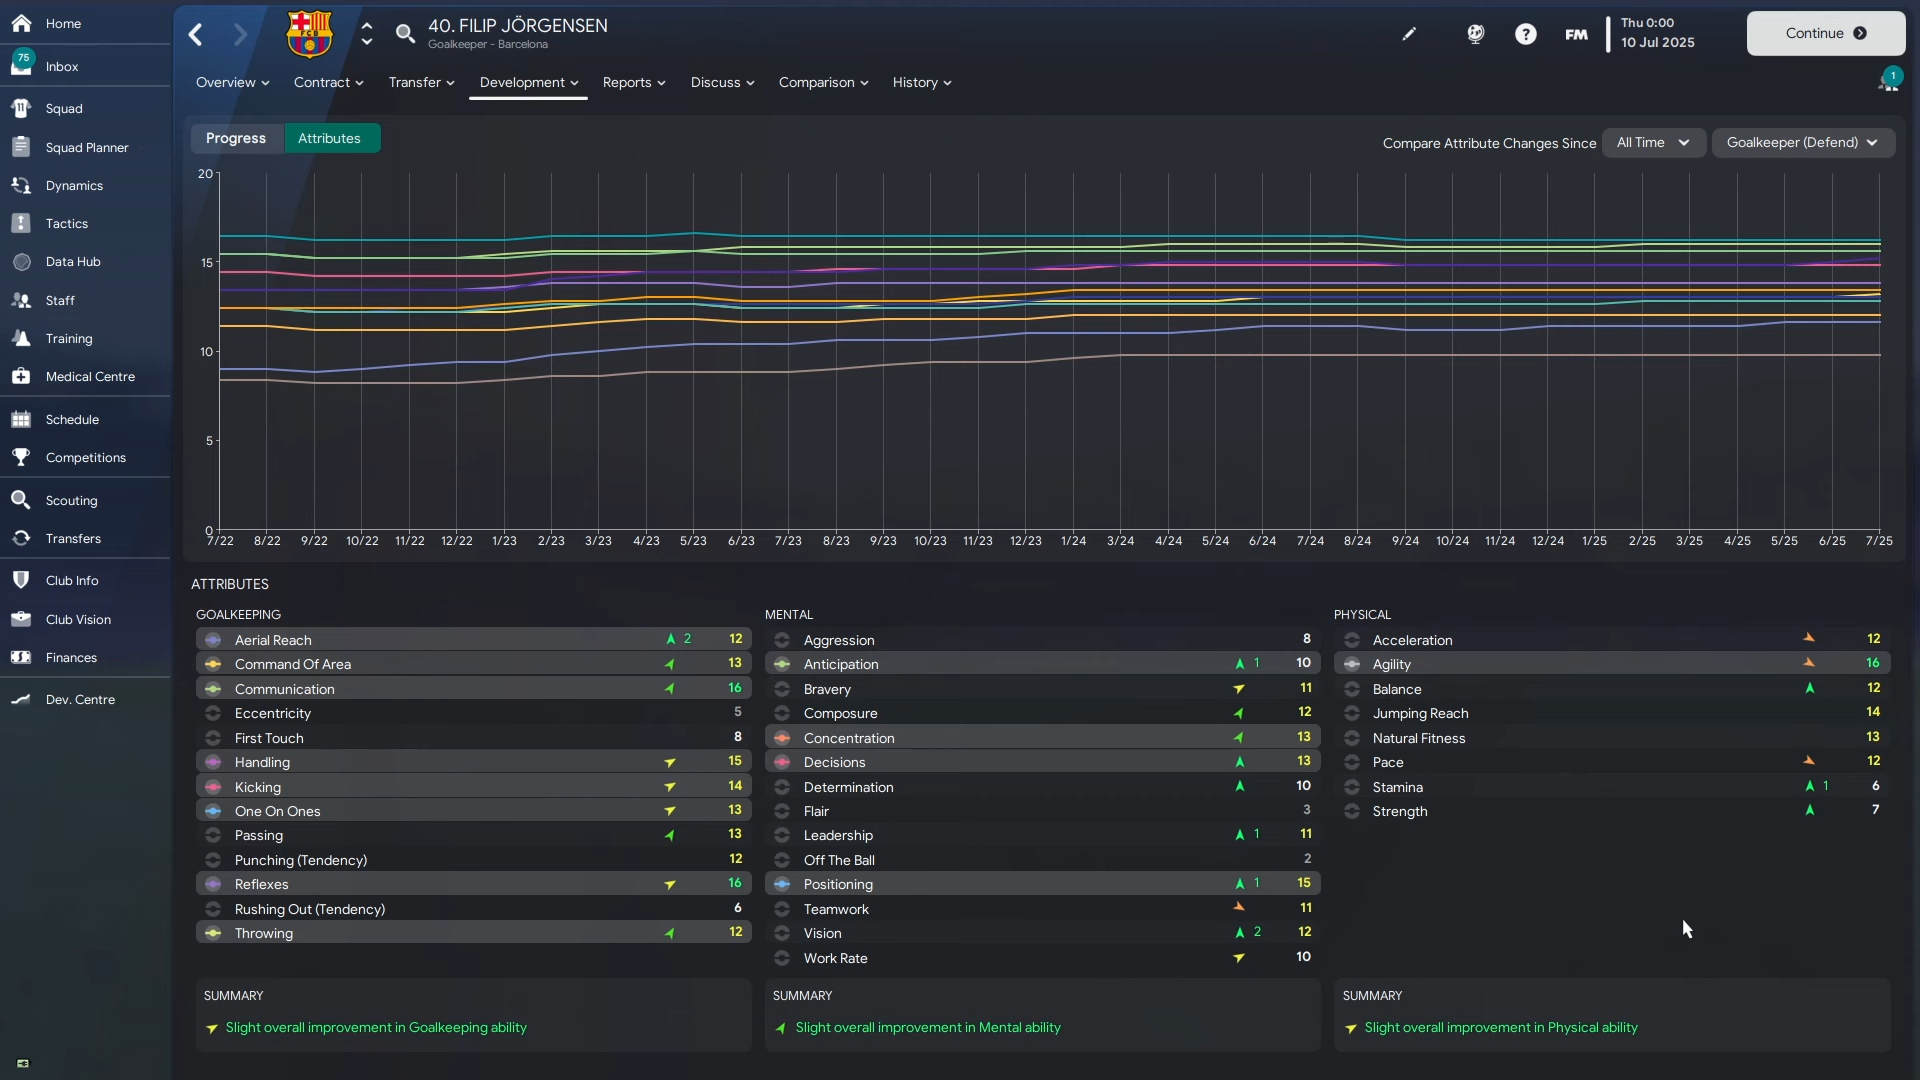 Home
75
Inbox
Squad
Squad Planner
Dynamics
Tactics
Data Hub
Staff
Training
Medical Centre
Schedule
Competitions
Scouting
Transfers
Club Info
Club Vision
Finances
Dev. Centre
40. FILIP JÖRGENSEN
Goalkeeper - Barcelona
FCB
?
FM
Thu 0:00
10 Jul 2025
Continue
Overview Contract Transfer Development Reports Discuss Comparison History
1
Progress Attributes
Compare Attribute Changes Since All Time Goalkeeper (Defend)
20
15
10
5
0
7/22 8/22 9/22 10/22 11/22 12/22 1/23 2/23 3/23 4/23 5/23 6/23 7/23 8/23 9/23 10/23 11/23 12/23 1/24 3/24 4/24 5/24 6/24 7/24 8/24 9/24 10/24 11/24 12/24 1/25 2/25 3/25 4/25 5/25 6/25 7/25
ATTRIBUTES
GOALKEEPING
Aerial Reach 2 12
Command Of Area 13
Communication 16
Eccentricity 5
First Touch 8
Handling 15
Kicking 14
One On Ones 13
Passing 13
Punching (Tendency) 12
Reflexes 16
Rushing Out (Tendency) 6
Throwing 12
SUMMARY
Slight overall improvement in Goalkeeping ability
MENTAL
Aggression 8
Anticipation 1 10
Bravery 11
Composure 12
Concentration 13
Decisions 13
Determination 10
Flair 3
Leadership 1 11
Off The Ball 2
Positioning 1 15
Teamwork 11
Vision 2 12
Work Rate 10
SUMMARY
Slight overall improvement in Mental ability
PHYSICAL
Acceleration 12
Agility 16
Balance 12
Jumping Reach 14
Natural Fitness 13
Pace 12
Stamina 1 6
Strength 7
SUMMARY
Slight overall improvement in Physical ability